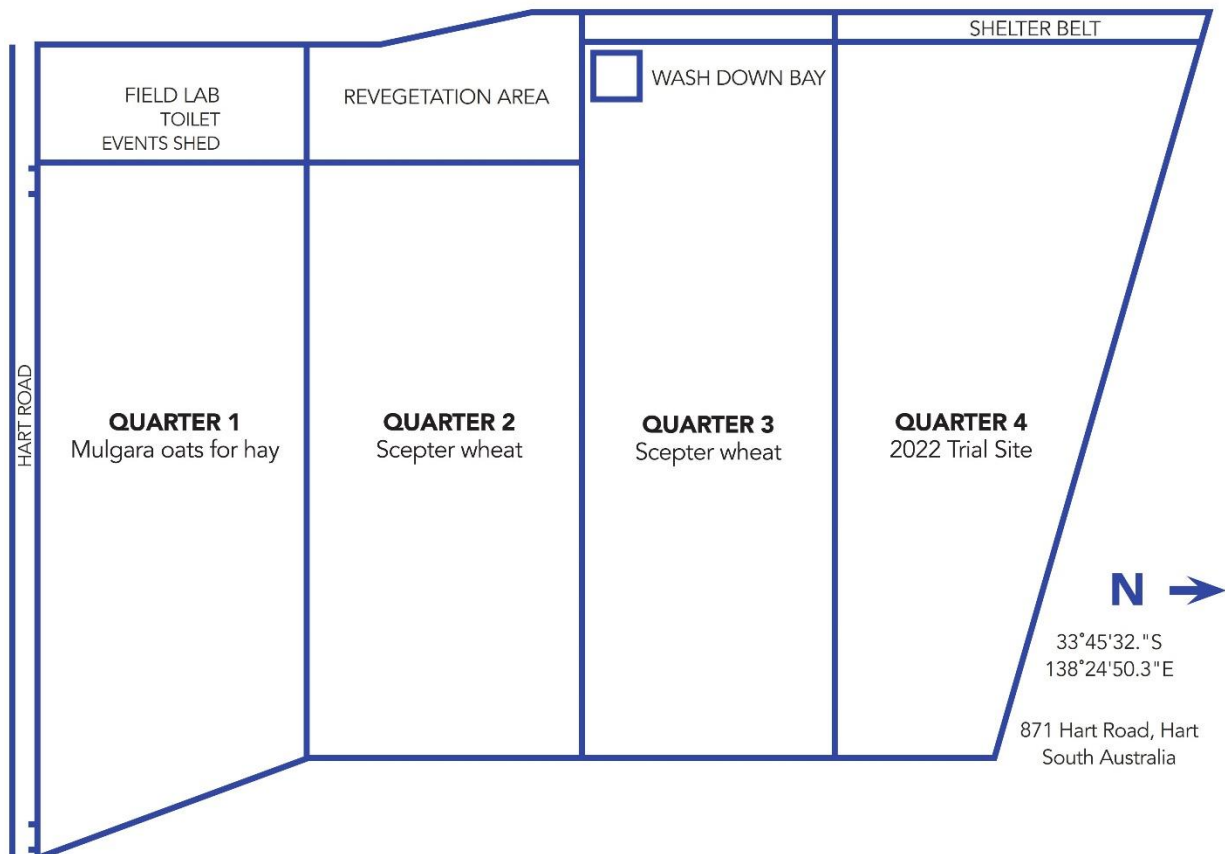 SHELTER BELT
FIELD LAB
TOILET
EVENTS SHED
REVEGETATION AREA
WASH DOWN BAY
HART ROAD
QUARTER 1
Mulgara oats for hay
QUARTER 2
Scepter wheat
QUARTER 3
Scepter wheat
QUARTER 4
2022 Trial Site
N
33°45'32."S
138°24'50.3"E
871 Hart Road, Hart
South Australia